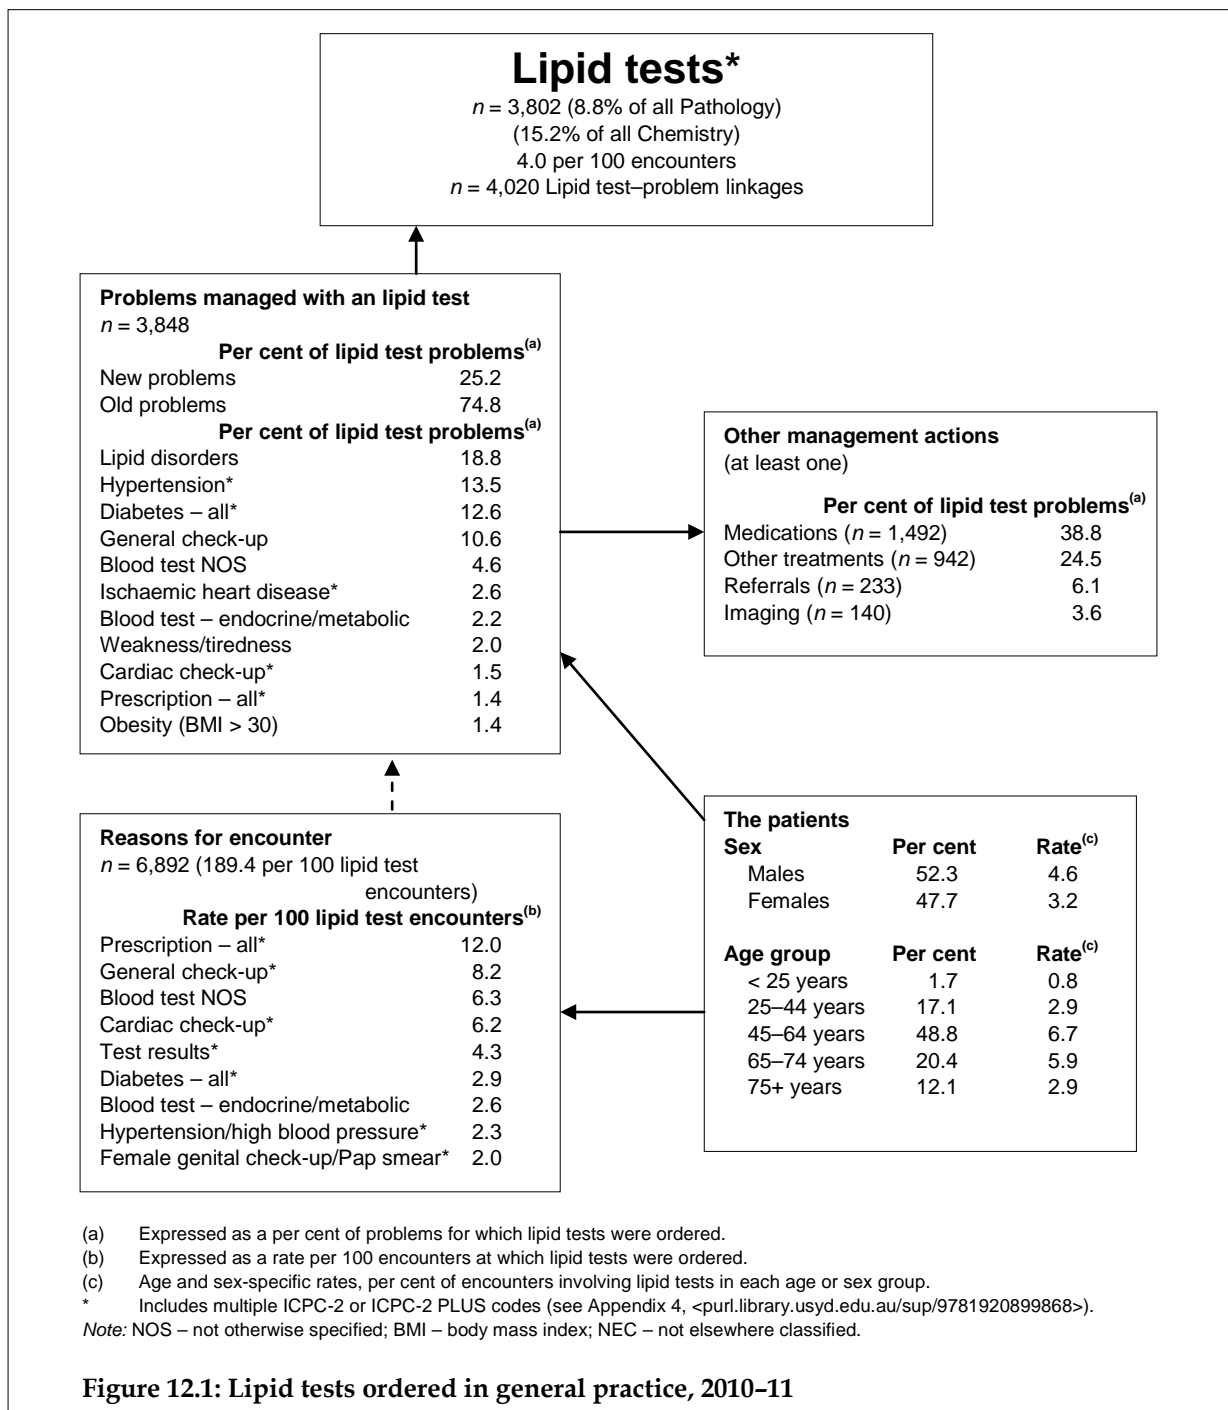 Lipid tests*
n = 3,802 (8.8% of all Pathology)
(15.2% of all Chemistry)
4.0 per 100 encounters
n = 4,020 Lipid test–problem linkages
Problems managed with an lipid test
n = 3,848
Per cent of lipid test problems(a)
New problems 25.2
Old problems 74.8
Per cent of lipid test problems(a)
Lipid disorders 18.8
Hypertension* 13.5
Diabetes – all* 12.6
General check-up 10.6
Blood test NOS 4.6
Ischaemic heart disease* 2.6
Blood test – endocrine/metabolic 2.2
Weakness/tiredness 2.0
Cardiac check-up* 1.5
Prescription – all* 1.4
Obesity (BMI > 30) 1.4
Other management actions
(at least one)
Per cent of lipid test problems(a)
Medications (n = 1,492) 38.8
Other treatments (n = 942) 24.5
Referrals (n = 233) 6.1
Imaging (n = 140) 3.6
Reasons for encounter
n = 6,892 (189.4 per 100 lipid test
encounters)
Rate per 100 lipid test encounters(b)
Prescription – all* 12.0
General check-up* 8.2
Blood test NOS 6.3
Cardiac check-up* 6.2
Test results* 4.3
Diabetes – all* 2.9
Blood test – endocrine/metabolic 2.6
Hypertension/high blood pressure* 2.3
Female genital check-up/Pap smear* 2.0
The patients
Sex Per cent Rate(c)
Males 52.3 4.6
Females 47.7 3.2
Age group Per cent Rate(c)
< 25 years 1.7 0.8
25–44 years 17.1 2.9
45–64 years 48.8 6.7
65–74 years 20.4 5.9
75+ years 12.1 2.9
(a) Expressed as a per cent of problems for which lipid tests were ordered.
(b) Expressed as a rate per 100 encounters at which lipid tests were ordered.
(c) Age and sex-specific rates, per cent of encounters involving lipid tests in each age or sex group.
* Includes multiple ICPC-2 or ICPC-2 PLUS codes (see Appendix 4, <purl.library.usyd.edu.au/sup/9781920899868>).
Note: NOS – not otherwise specified; BMI – body mass index; NEC – not elsewhere classified.
Figure 12.1: Lipid tests ordered in general practice, 2010–11